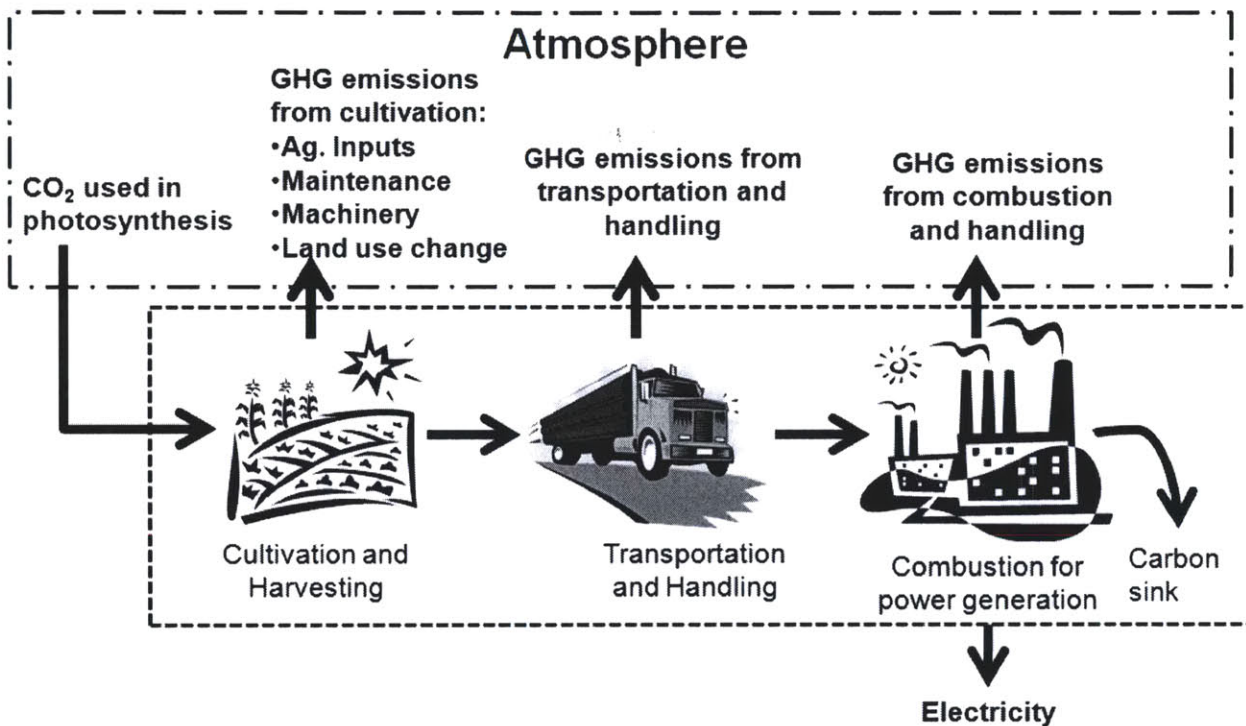 Atmosphere
GHG emissions
from cultivation:
•Ag. Inputs
•Maintenance
•Machinery
•Land use change
CO₂ used in
photosynthesis
GHG emissions from
transportation and
handling
GHG emissions
from combustion
and handling
Cultivation and
Harvesting
Transportation
and Handling
Combustion for
power generation
Carbon
sink
Electricity